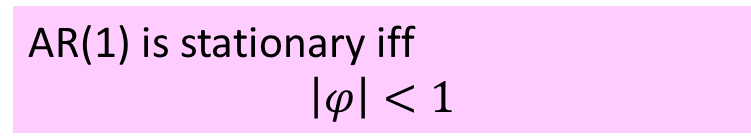 AR(1) is stationary iff
|φ| < 1